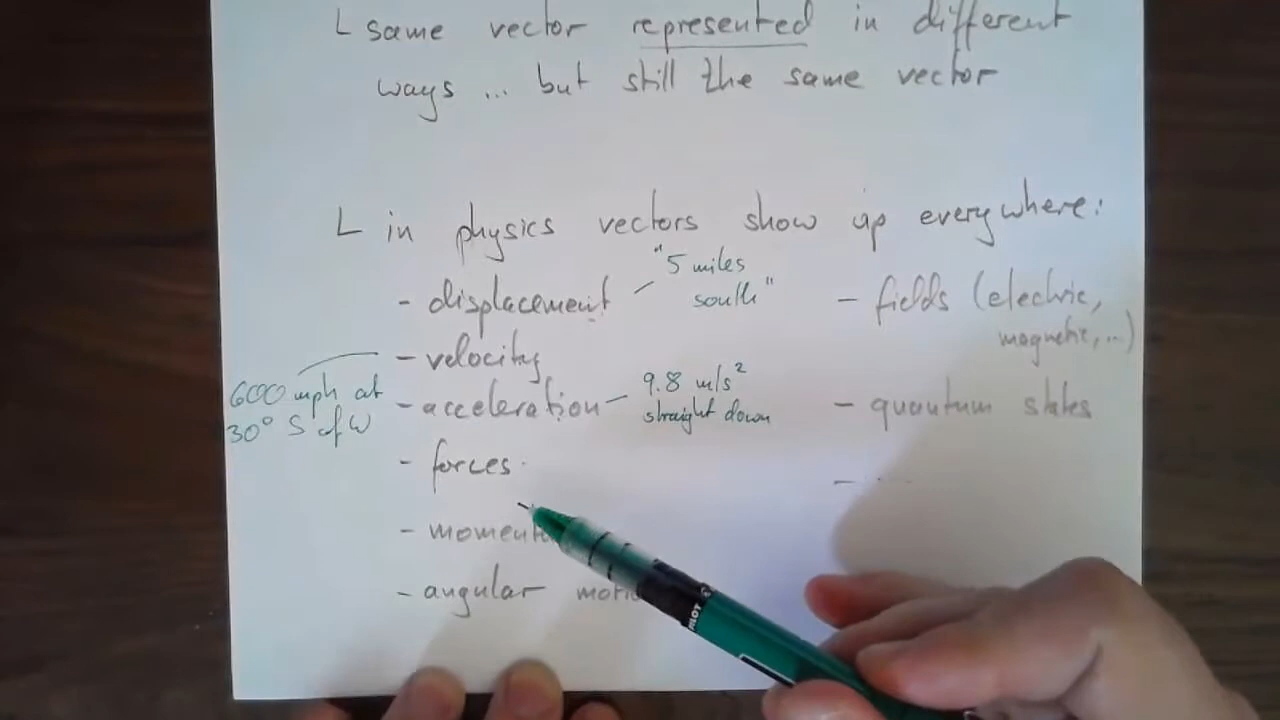 L same vector represented in different
ways ... but still the same vector
L in physics vectors show up everywhere:
- displacement – "5 miles
south"
- velocity
600 mph at
30° S of W
- acceleration – 9.8 m/s²
straight down
- forces
- angular
- fields (electric,
magnetic, ...)
- quantum states
- ...
PILOT